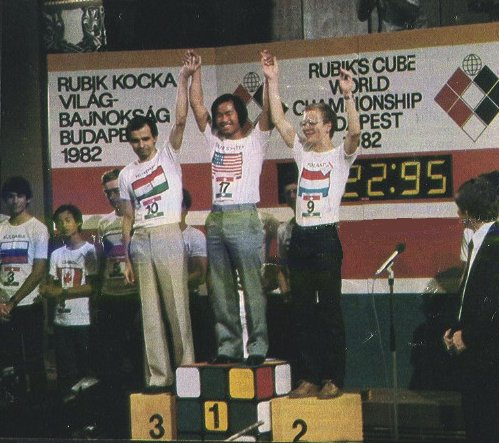 RUBIK KOCKA
VILÁG-
BAJNOKSÁG
BUDAPEST
1982
RUBIK'S CUBE
WORLD
CHAMPIONSHIP
BUDAPEST
1982
22:95
10
17
9
3
3
1
2